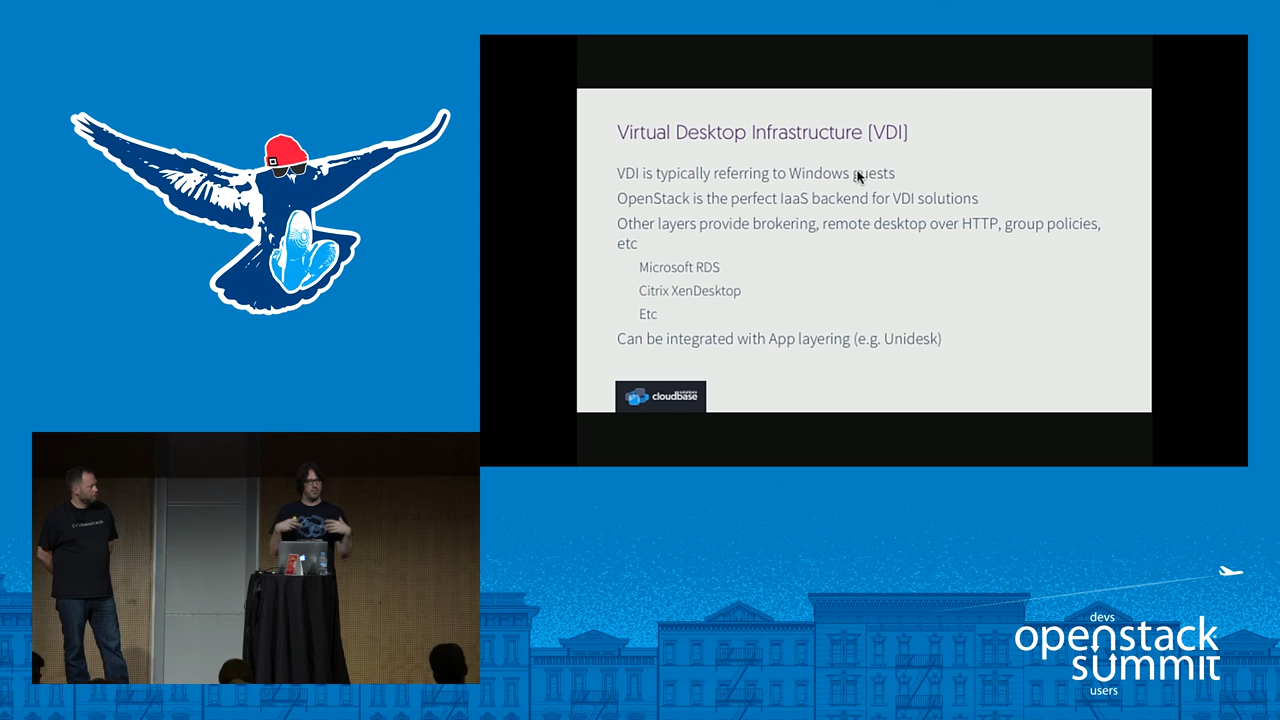 Virtual Desktop Infrastructure (VDI)
VDI is typically referring to Windows guests
OpenStack is the perfect IaaS backend for VDI solutions
Other layers provide brokering, remote desktop over HTTP, group policies,
etc
Microsoft RDS
Citrix XenDesktop
Etc
Can be integrated with App layering (e.g. Unidesk)
cloudbase
solutions
devs
openstack
summit
users